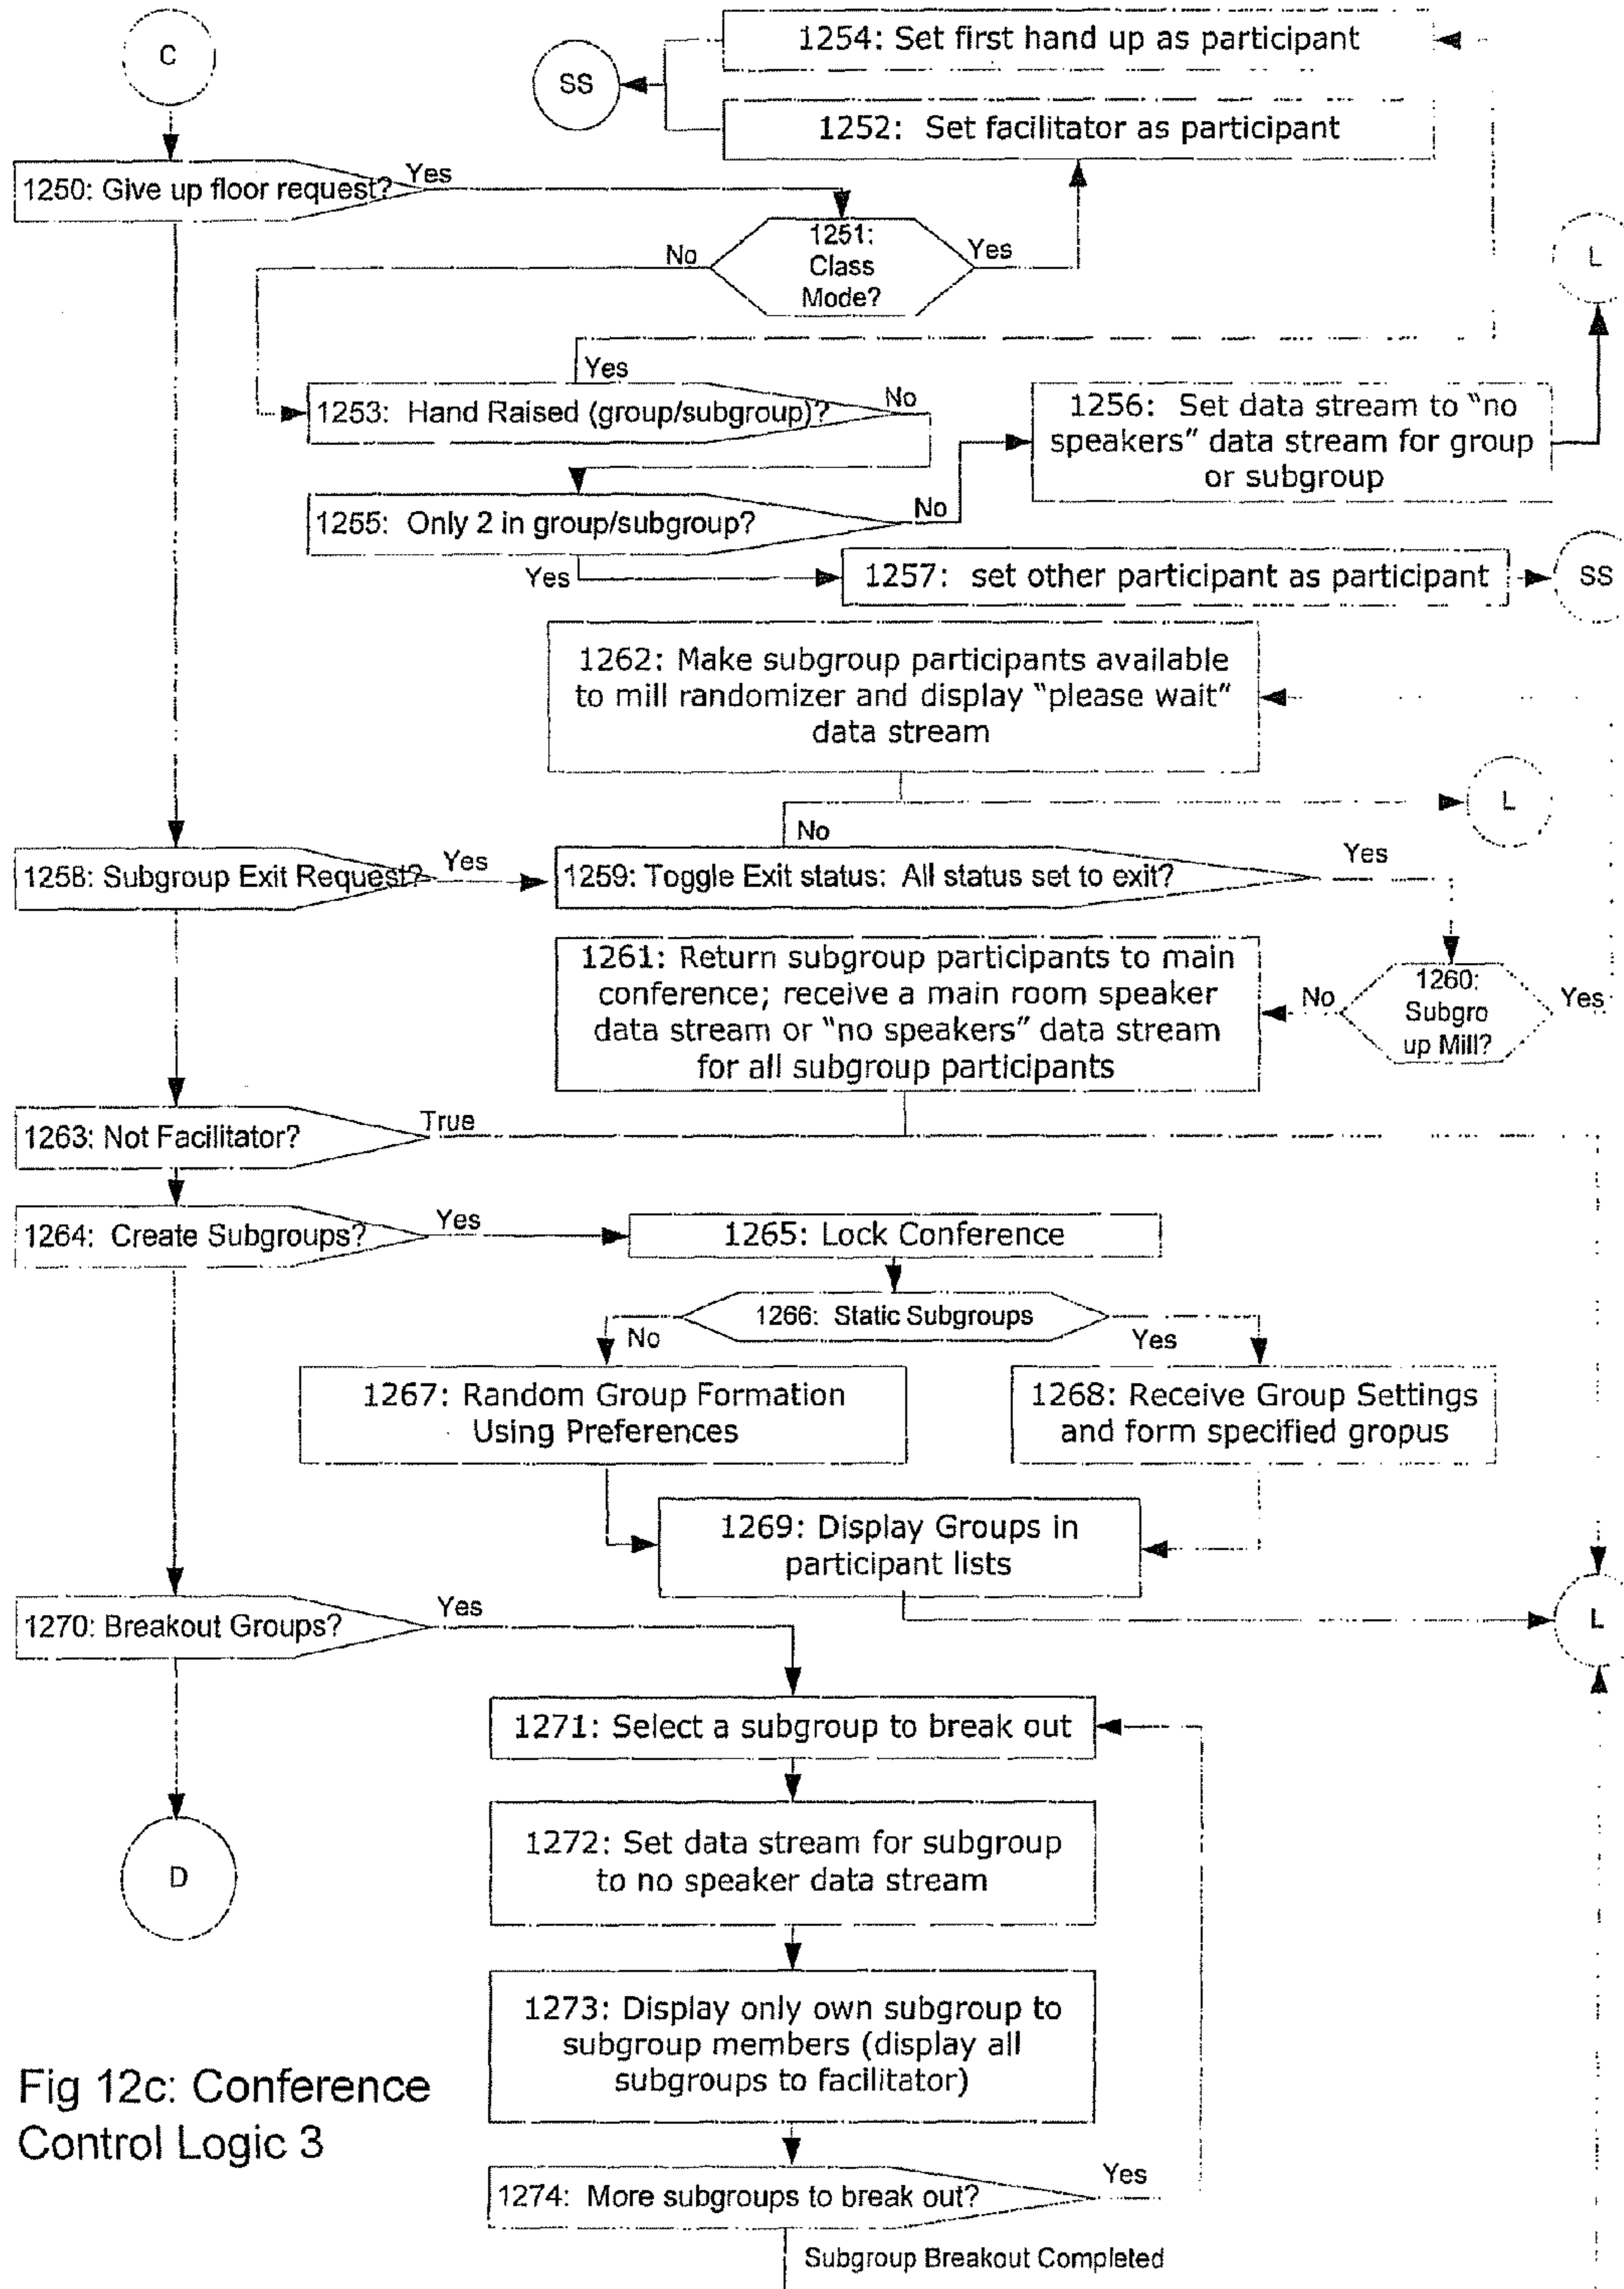 C
1254: Set first hand up as participant
SS
1252: Set facilitator as participant
1250: Give up floor request?
Yes
1251:
Class
Mode?
No
Yes
L
Yes
1253: Hand Raised (group/subgroup)?
No
1256: Set data stream to "no
speakers" data stream for group
or subgroup
1255: Only 2 in group/subgroup?
No
Yes
1257: set other participant as participant
SS
1262: Make subgroup participants available
to mill randomizer and display "please wait"
data stream
L
No
1258: Subgroup Exit Request?
Yes
1259: Toggle Exit status: All status set to exit?
Yes
1261: Return subgroup participants to main
conference; receive a main room speaker
data stream or "no speakers" data stream
for all subgroup participants
No
1260:
Subgro
up Mill?
Yes
1263: Not Facilitator?
True
1264: Create Subgroups?
Yes
1265: Lock Conference
1266: Static Subgroups
No
Yes
1267: Random Group Formation
Using Preferences
1268: Receive Group Settings
and form specified gropus
1269: Display Groups in
participant lists
1270: Breakout Groups?
Yes
L
1271: Select a subgroup to break out
1272: Set data stream for subgroup
to no speaker data stream
D
1273: Display only own subgroup to
subgroup members (display all
subgroups to facilitator)
Fig 12c: Conference
Control Logic 3
1274: More subgroups to break out?
Yes
Subgroup Breakout Completed